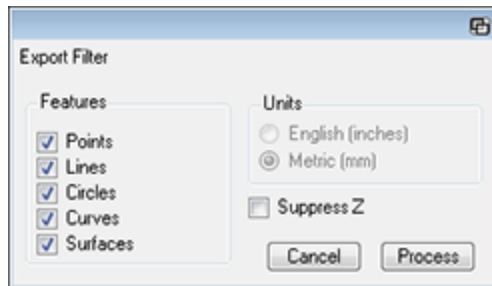 Export Filter
Features
Points
Lines
Circles
Curves
Surfaces
Units
English (inches)
Metric (mm)
Suppress Z
Cancel
Process